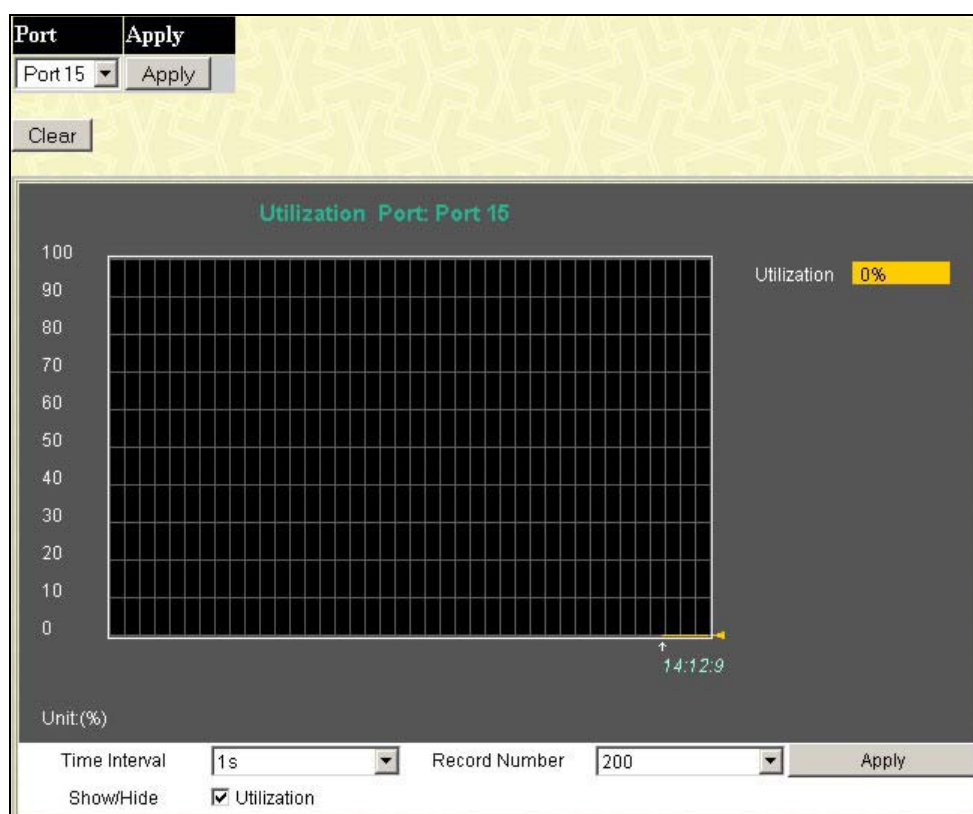 Port Apply
Port 15 Apply
Clear
Utilization Port: Port 15
100
90
80
70
60
50
40
30
20
10
0
Utilization 0%
14:12:9
Unit:(%)
Time Interval 1s Record Number 200 Apply
Show/Hide Utilization